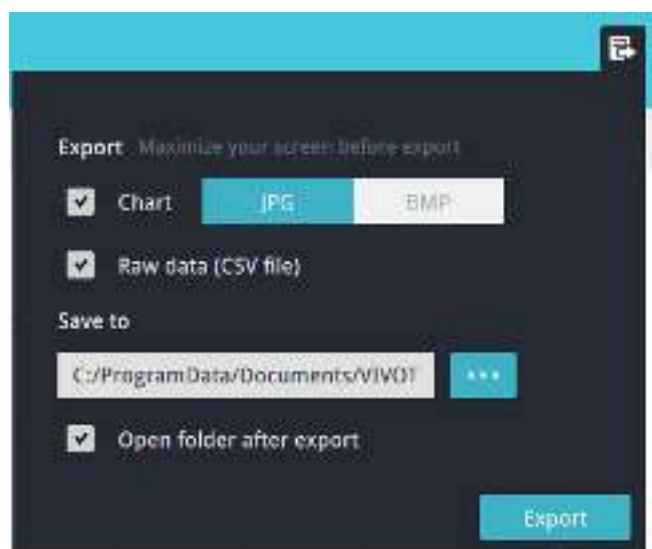 Export Maximize your screen before export
Chart JPG BMP
Raw data (CSV file)
Save to
C:/ProgramData/Documents/VIVOT
Open folder after export
Export